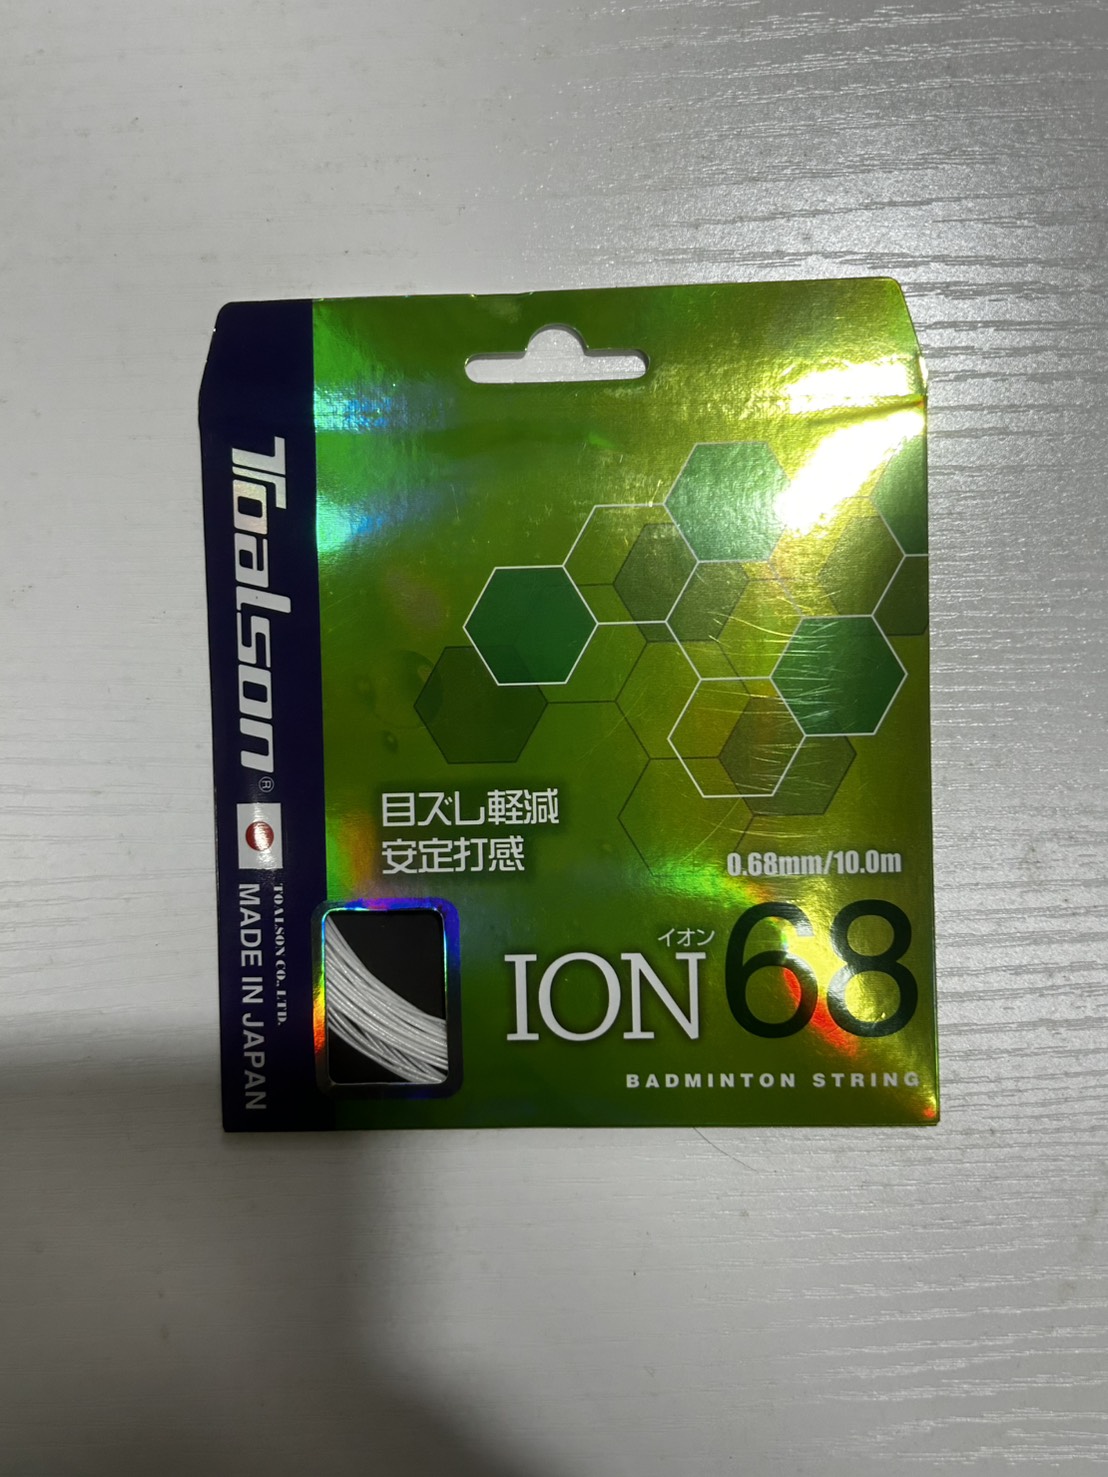 Toalson®
TOALSON CO., LTD.
MADE IN JAPAN
目ズレ軽減
安定打感
0.68mm/10.0m
イオン
ION 68
BADMINTON STRING